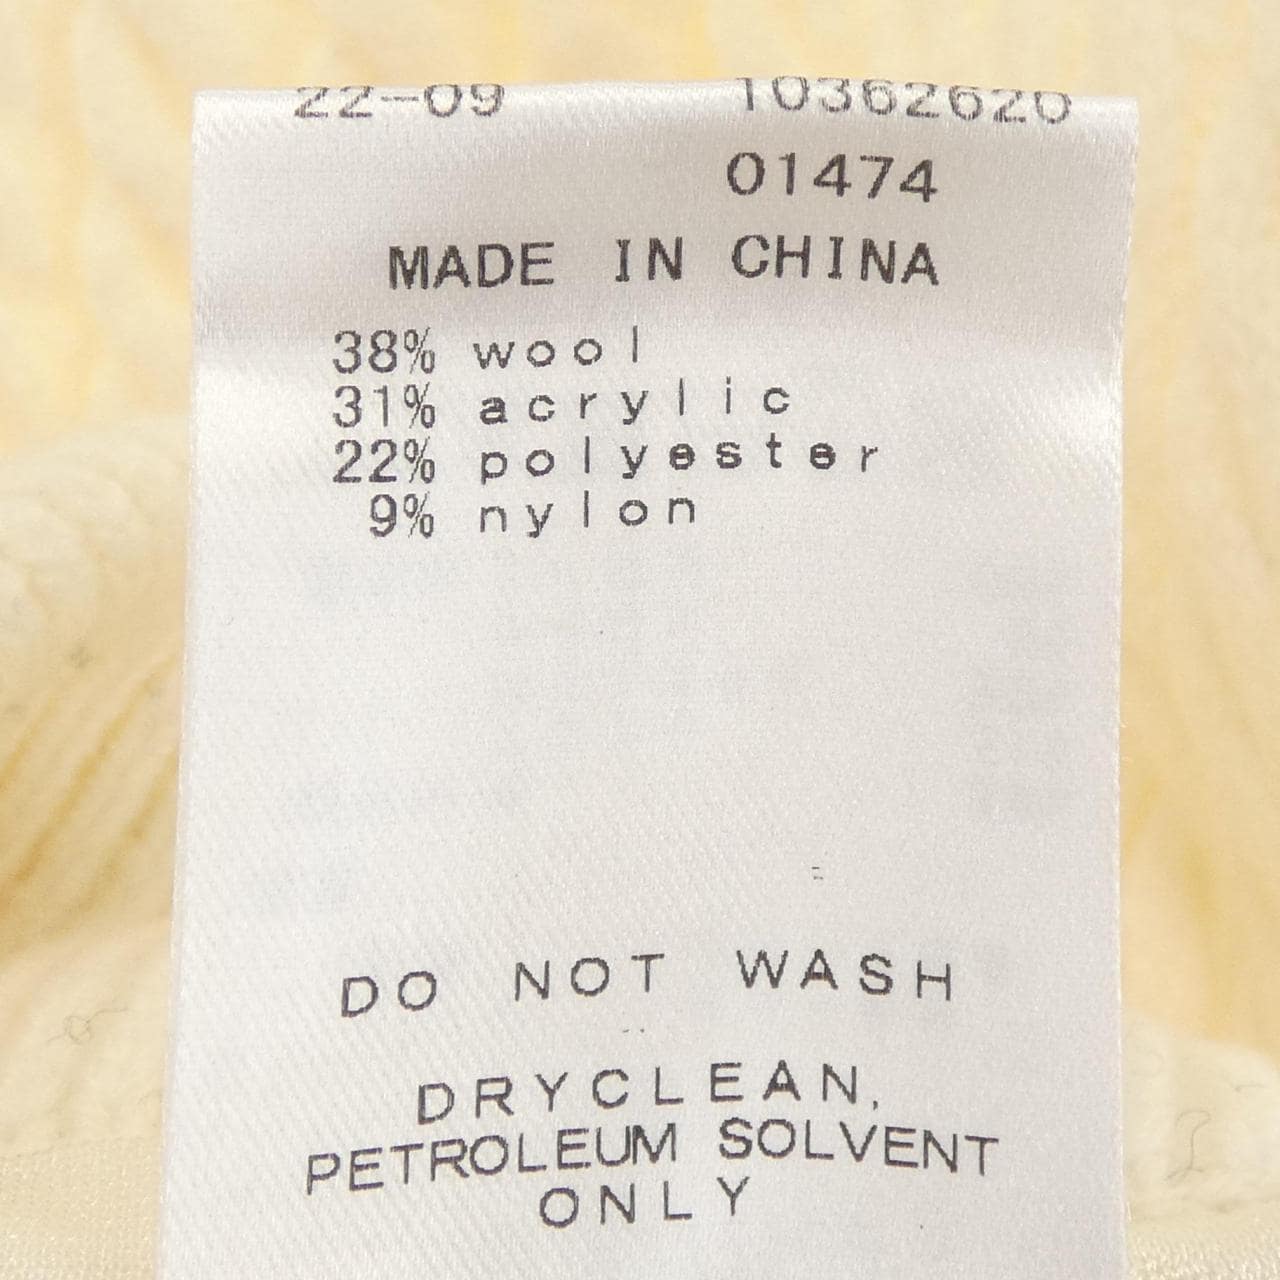 22-09 10362620
01474
MADE IN CHINA
38% wool
31% acrylic
22% polyester
9% nylon
DO NOT WASH
DRYCLEAN,
PETROLEUM SOLVENT
ONLY